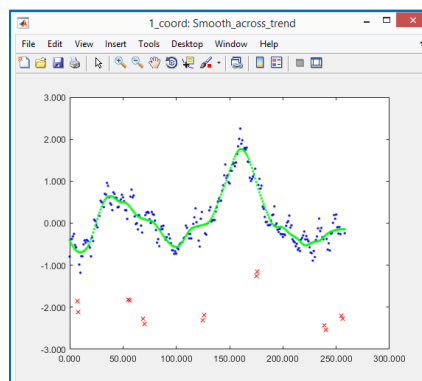 1_coord: Smooth_across_trend
File Edit View Insert Tools Desktop Window Help
3.000
2.000
1.000
0.000
-1.000
-2.000
-3.000
0.000 50.000 100.000 150.000 200.000 250.000 300.000